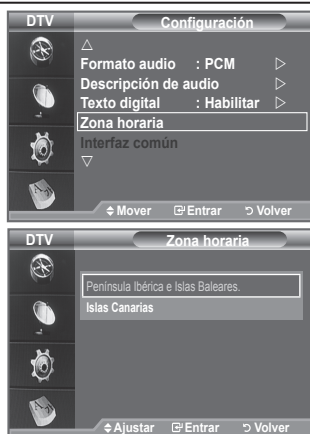 DTV Configuración
△
Formato audio : PCM ▷
Descripción de audio ▷
Texto digital : Habilitar ▷
Zona horaria
Interfaz común
▽
Mover Entrar Volver
DTV Zona horaria
Península Ibérica e Islas Baleares.
Islas Canarias
Ajustar Entrar Volver